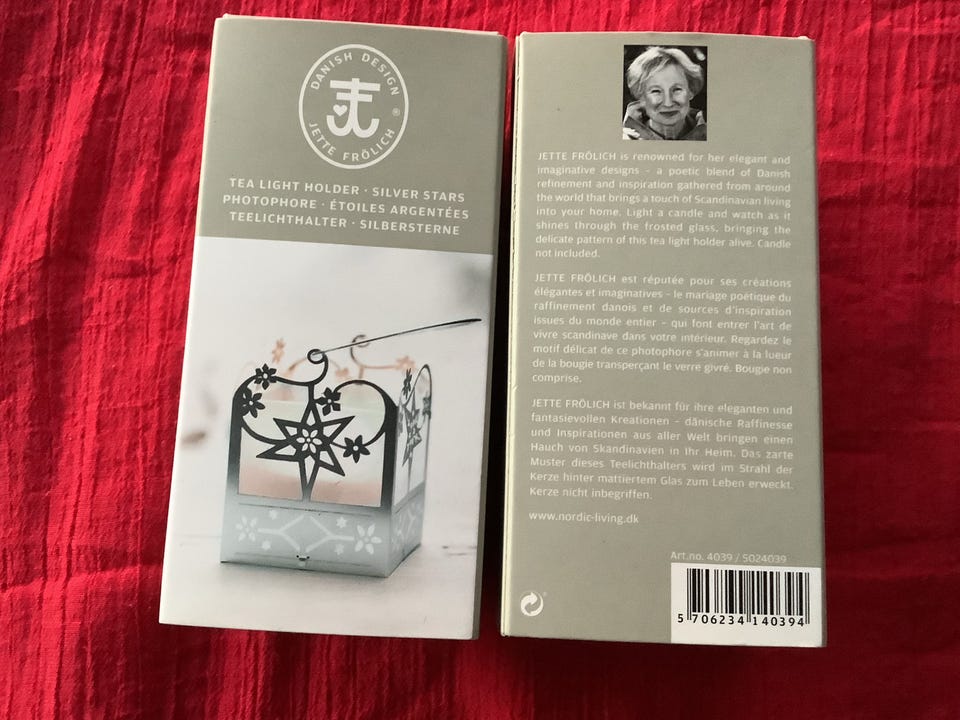 DANISH DESIGN
JETTE FRÖLICH ®
TEA LIGHT HOLDER · SILVER STARS
PHOTOPHORE · ÉTOILES ARGENTÉES
TEELICHTHALTER · SILBERSTERNE
JETTE FRÖLICH is renowned for her elegant and
imaginative designs - a poetic blend of Danish
refinement and inspiration gathered from around
the world that brings a touch of Scandinavian living
into your home. Light a candle and watch as it
shines through the frosted glass, bringing the
delicate pattern of this tea light holder alive. Candle
not included.
JETTE FRÖLICH est réputée pour ses créations
élégantes et imaginatives - le mariage poétique du
raffinement danois et de sources d'inspiration
issues du monde entier - qui font entrer l'art de
vivre scandinave dans votre intérieur. Regardez le
motif délicat de ce photophore s'animer à la lueur
de la bougie transperçant le verre givré. Bougie non
comprise.
JETTE FRÖLICH ist bekannt für ihre eleganten und
fantasievollen Kreationen - dänische Raffinesse
und Inspirationen aus aller Welt bringen einen
Hauch von Skandinavien in Ihr Heim. Das zarte
Muster dieses Teelichthalters wird im Strahl der
Kerze hinter mattiertem Glas zum Leben erweckt.
Kerze nicht inbegriffen.
www.nordic-living.dk
Art.no. 4039 / 5024039
5 706234 140394